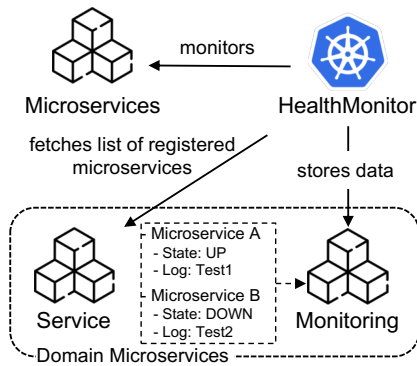 monitors
Microservices
HealthMonitor
fetches list of registered
microservices
stores data
- Microservice A
- State: UP
- Log: Test1
- Microservice B
- State: DOWN
- Log: Test2
Service
Monitoring
Domain Microservices